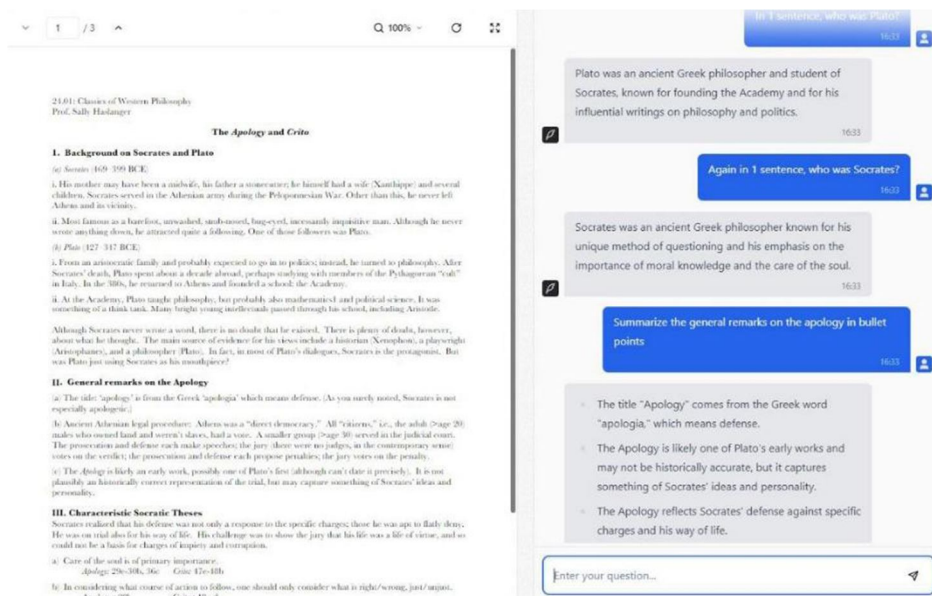 1 / 3
100%
24.01: Classics of Western Philosophy
Prof. Sally Haslanger
The Apology and Crito
I. Background on Socrates and Plato
(a) Socrates (469-399 BCE)
i. His mother may have been a midwife, his father a stonecutter; he himself had a wife (Xanthippe) and several
children. Socrates served in the Athenian army during the Peloponnesian War. Other than this, he never left
Athens and its vicinity.
ii. Most famous as a barefoot, unwashed, snub-nosed, bug-eyed, incessantly inquisitive man. Although he never
wrote anything down, he attracted quite a following. One of those followers was Plato.
(b) Plato (427-347 BCE)
i. From an aristocratic family and probably expected to go in to politics; instead, he turned to philosophy. After
Socrates' death, Plato spent about a decade abroad, perhaps studying with members of the Pythagorean "cult"
in Italy. In the 380s, he returned to Athens and founded a school: the Academy.
ii. At the Academy, Plato taught philosophy, but probably also mathematics and political science. It was
something of a think tank. Many bright young intellectuals passed through his school, including Aristotle.
Although Socrates never wrote a word, there is no doubt that he existed. There is plenty of doubt, however,
about what he thought. The main source of evidence for his views include a historian (Xenophon), a playwright
(Aristophanes), and a philosopher (Plato). In fact, in most of Plato's dialogues, Socrates is the protagonist. But
was Plato just using Socrates as his mouthpiece?
II. General remarks on the Apology
(a) The title: 'apology' is from the Greek 'apologia' which means defense. (As you surely noted, Socrates is not
especially apologetic.)
(b) Ancient Athenian legal procedure: Athens was a "direct democracy." All "citizens," i.e., the adult (>age 20)
males who owned land and weren't slaves, had a vote. A smaller group (>age 30) served in the judicial court.
The prosecution and defense each make speeches; the jury (there were no judges, in the contemporary sense)
votes on the verdict; the prosecution and defense each propose penalties; the jury votes on the penalty.
(c) The Apology is likely an early work, possibly one of Plato's first (although can't date it precisely). It is not
plausibly an historically correct representation of the trial, but may capture something of Socrates' ideas and
personality.
III. Characteristic Socratic Theses
Socrates realized that his defense was not only a response to the specific charges; those he was apt to flatly deny.
He was on trial also for his way of life. His challenge was to show the jury that his life was a life of virtue, and so
could not be a basis for charges of impiety and corruption.
a) Care of the soul is of primary importance.
Apology: 29e-30b, 36c Crito: 47e-48b
b) In considering what course of action to follow, one should only consider what is right/wrong, just/unjust.
In 1 sentence, who was Plato?
16:33
Plato was an ancient Greek philosopher and student of
Socrates, known for founding the Academy and for his
influential writings on philosophy and politics.
16:33
Again in 1 sentence, who was Socrates?
16:33
Socrates was an ancient Greek philosopher known for his
unique method of questioning and his emphasis on the
importance of moral knowledge and the care of the soul.
16:33
Summarize the general remarks on the apology in bullet
points
16:33
The title "Apology" comes from the Greek word
"apologia," which means defense.
The Apology is likely one of Plato's early works and
may not be historically accurate, but it captures
something of Socrates' ideas and personality.
The Apology reflects Socrates' defense against specific
charges and his way of life.
Enter your question...